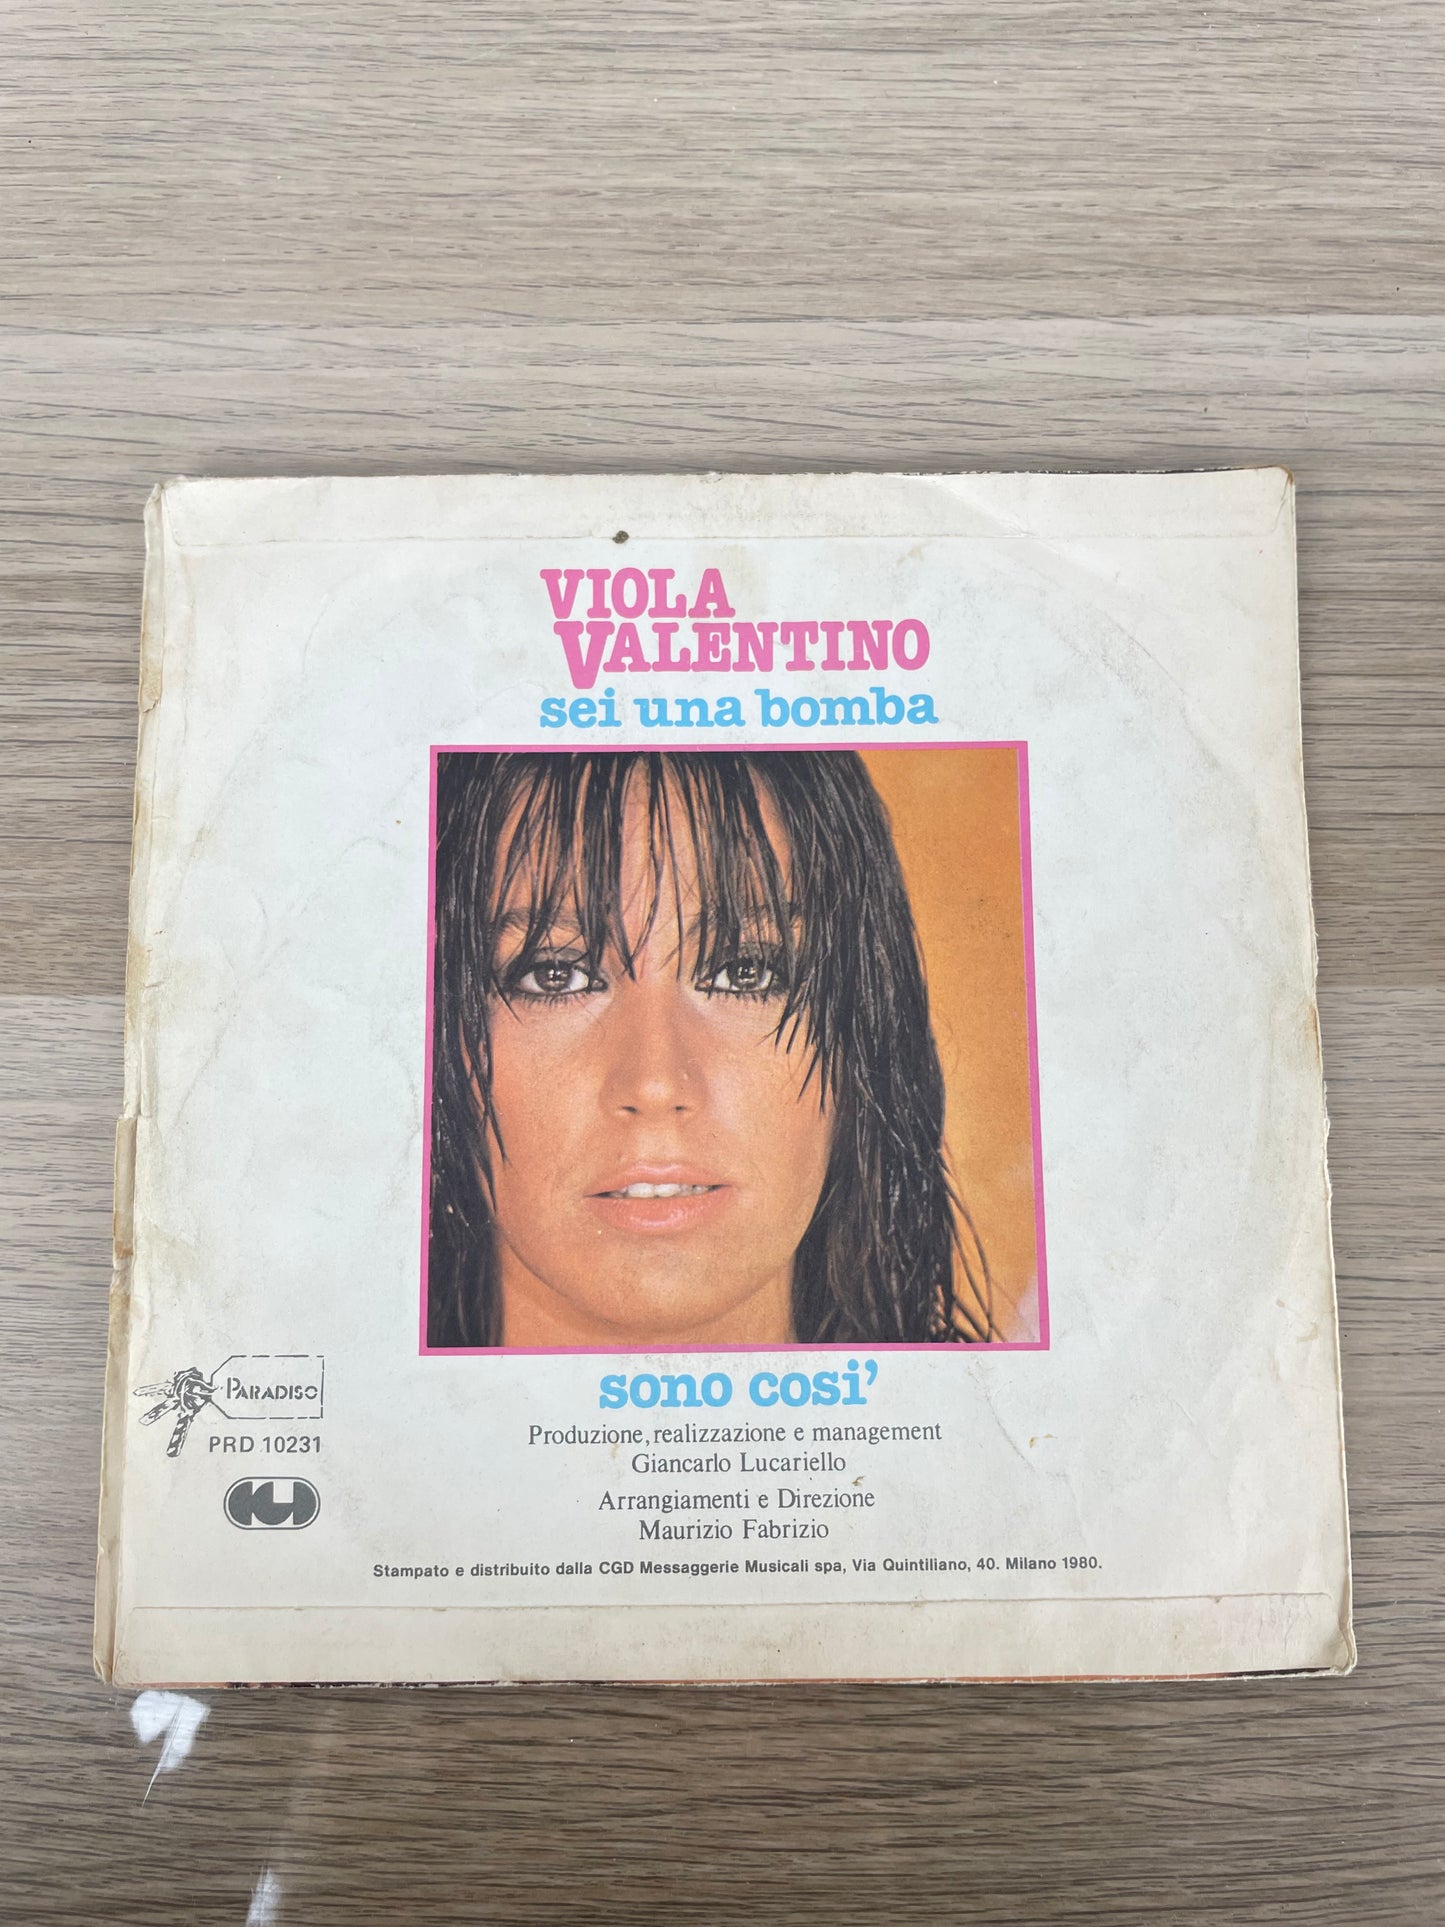 VIOLA
VALENTINO
sei una bomba
sono cosi'
PARADISO
PRD 10231
CGD
Produzione, realizzazione e management
Giancarlo Lucariello
Arrangiamenti e Direzione
Maurizio Fabrizio
Stampato e distribuito dalla CGD Messaggerie Musicali spa, Via Quintiliano, 40. Milano 1980.